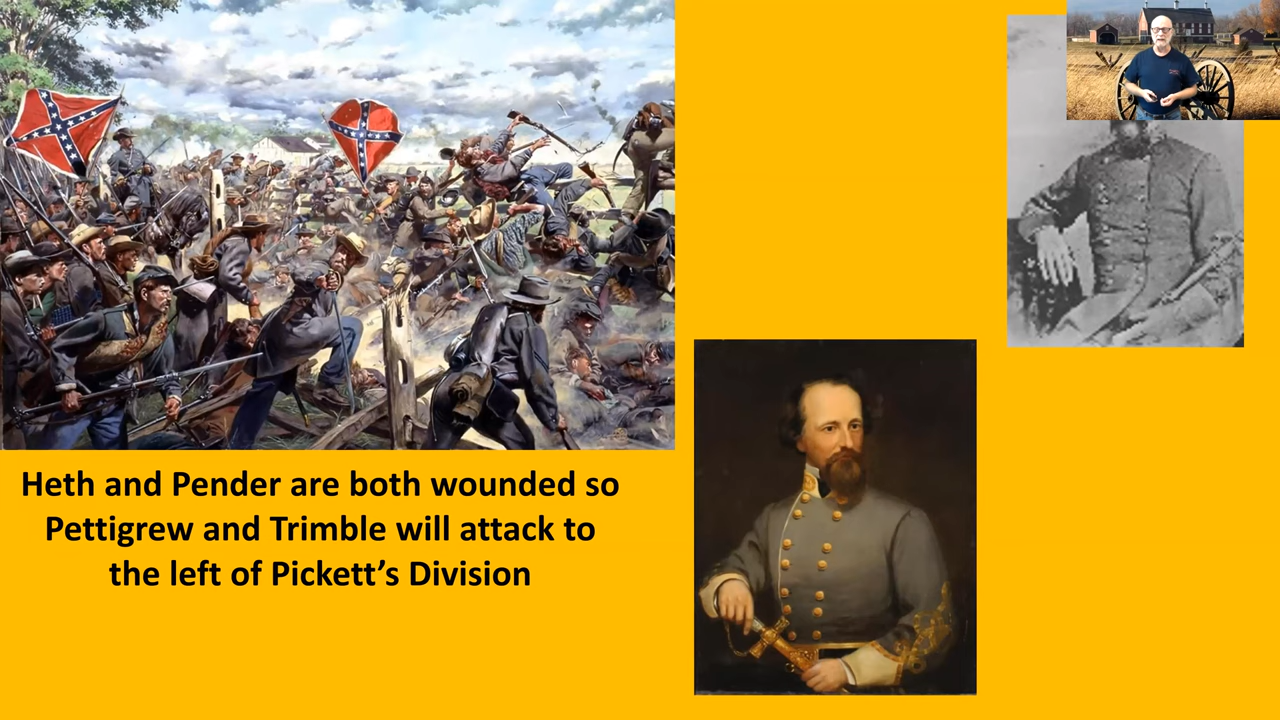 Heth and Pender are both wounded so
Pettigrew and Trimble will attack to
the left of Pickett’s Division